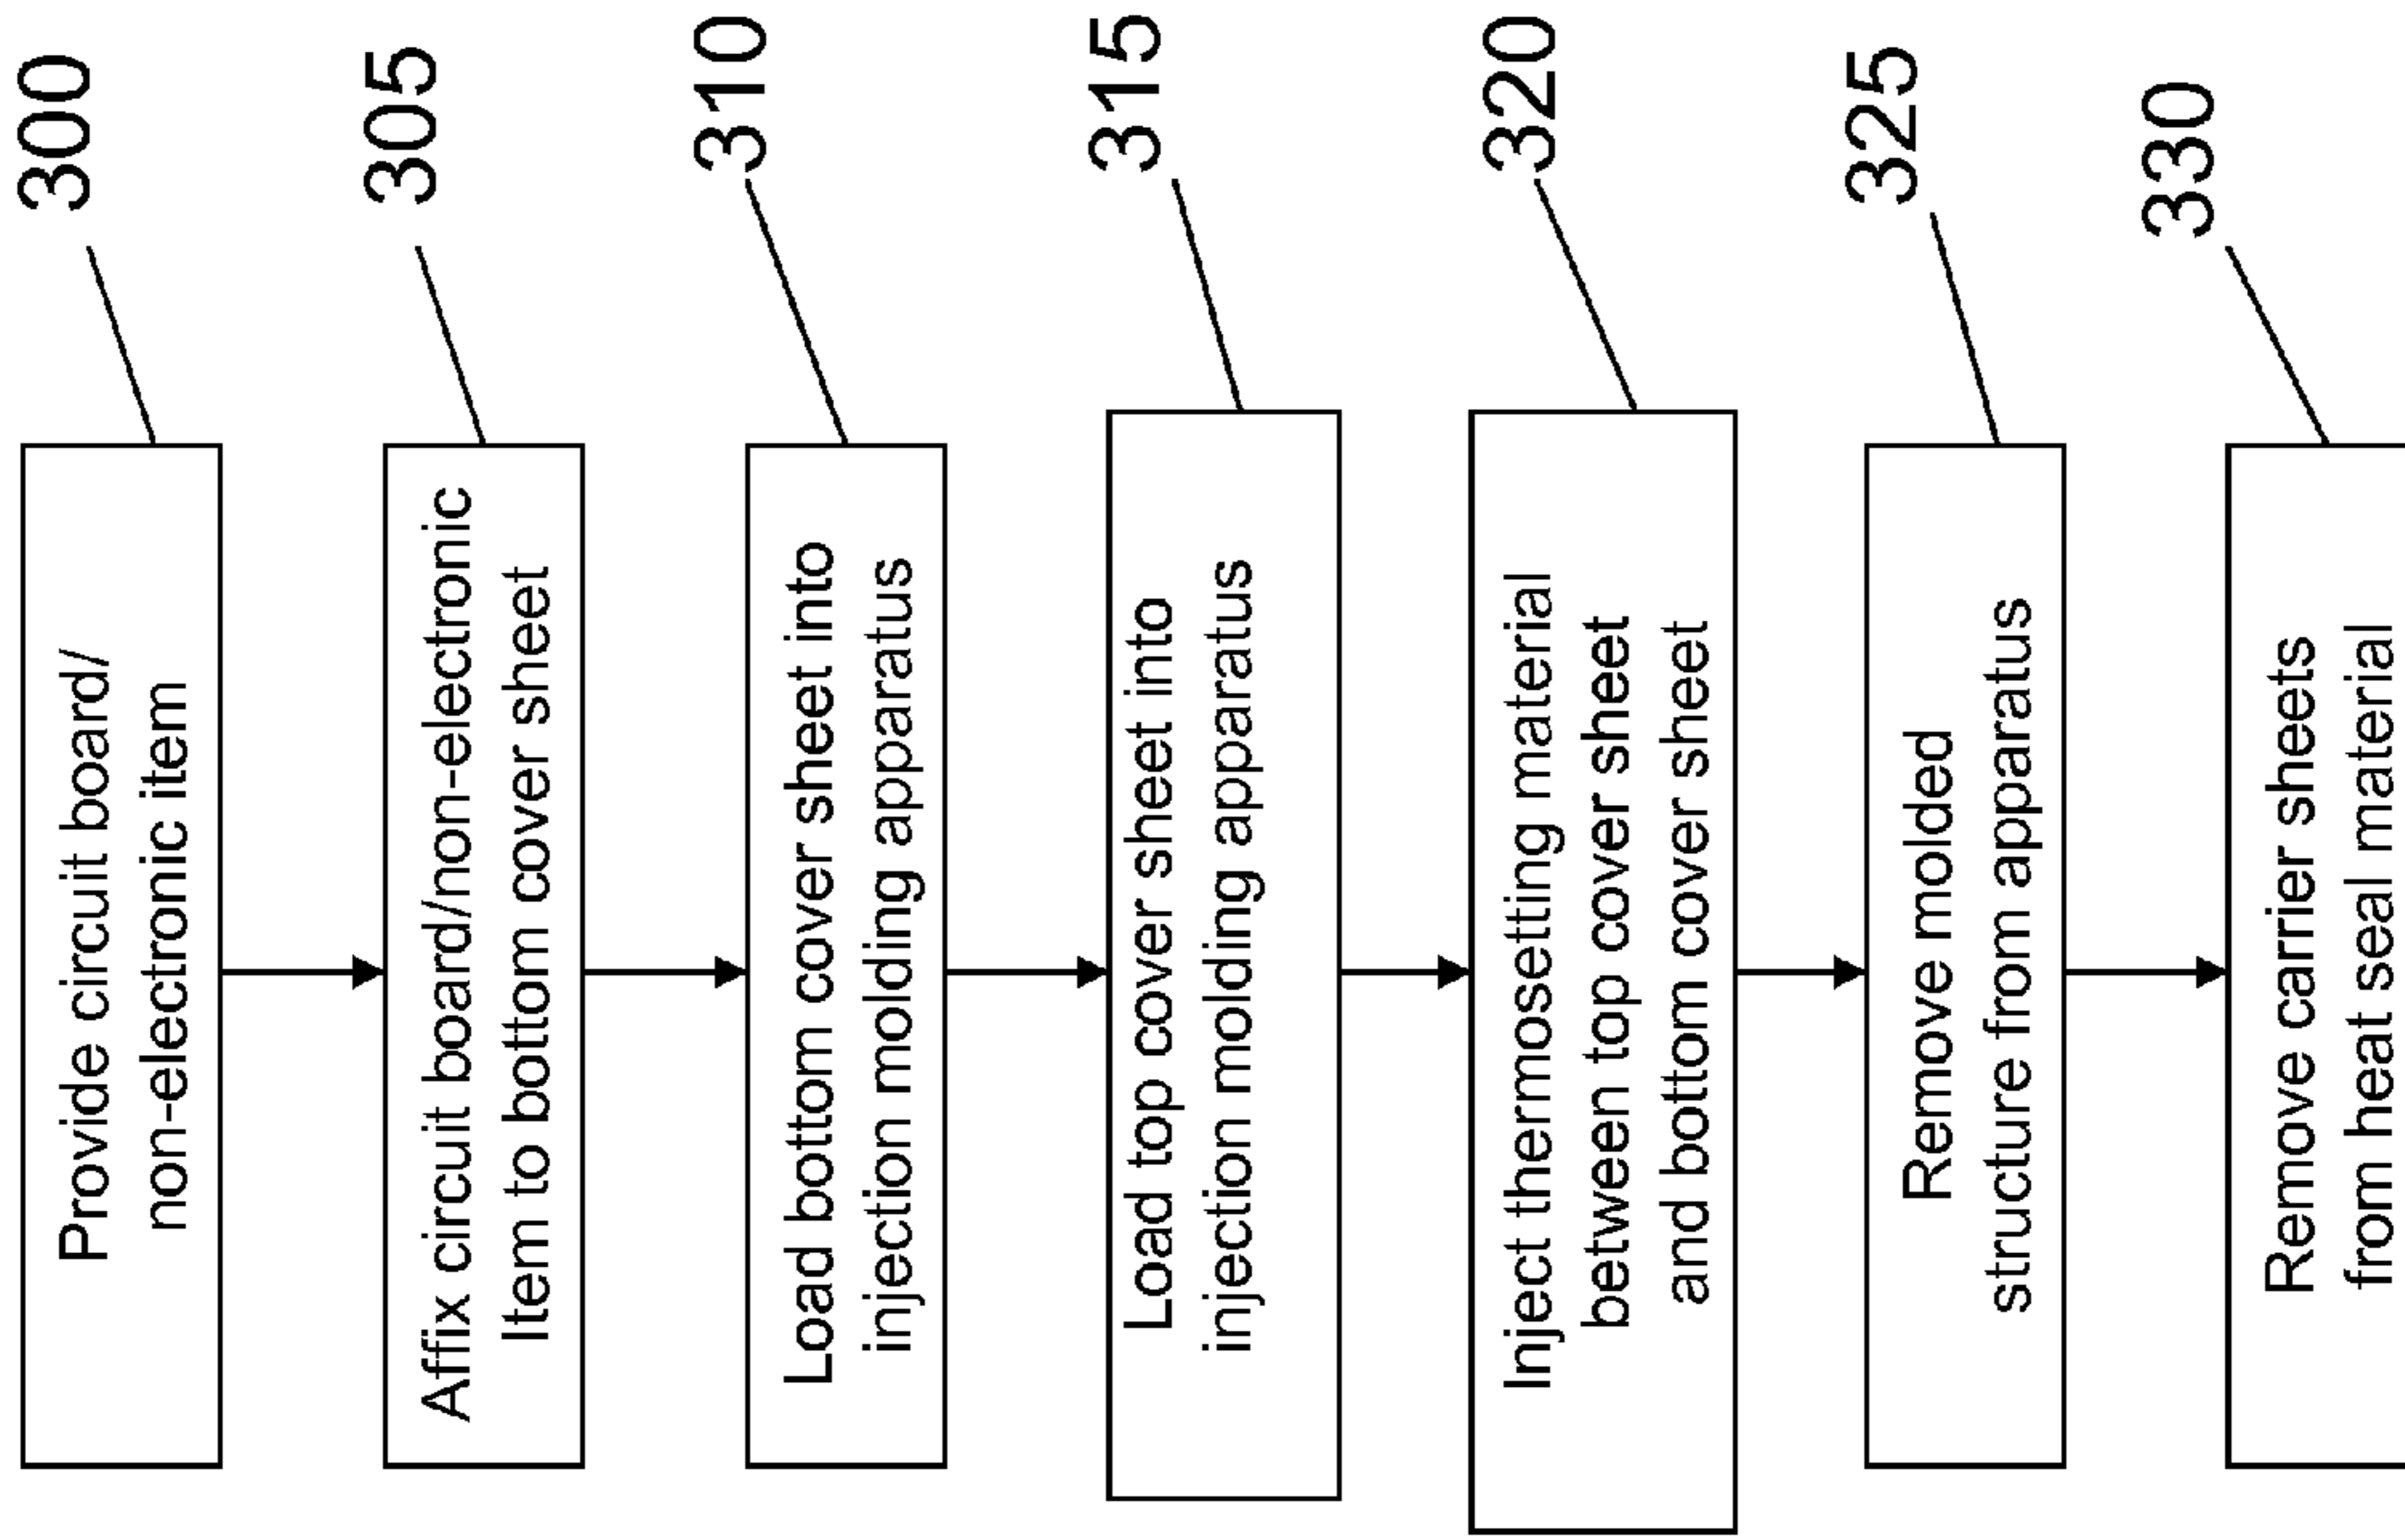 300
Provide circuit board/
non-electronic item
305
Affix circuit board/non-electronic
Item to bottom cover sheet
310
Load bottom cover sheet into
injection molding apparatus
315
Load top cover sheet into
injection molding apparatus
320
Inject thermosetting material
between top cover sheet
and bottom cover sheet
325
Remove molded
structure from apparatus
330
Remove carrier sheets
from heat seal material